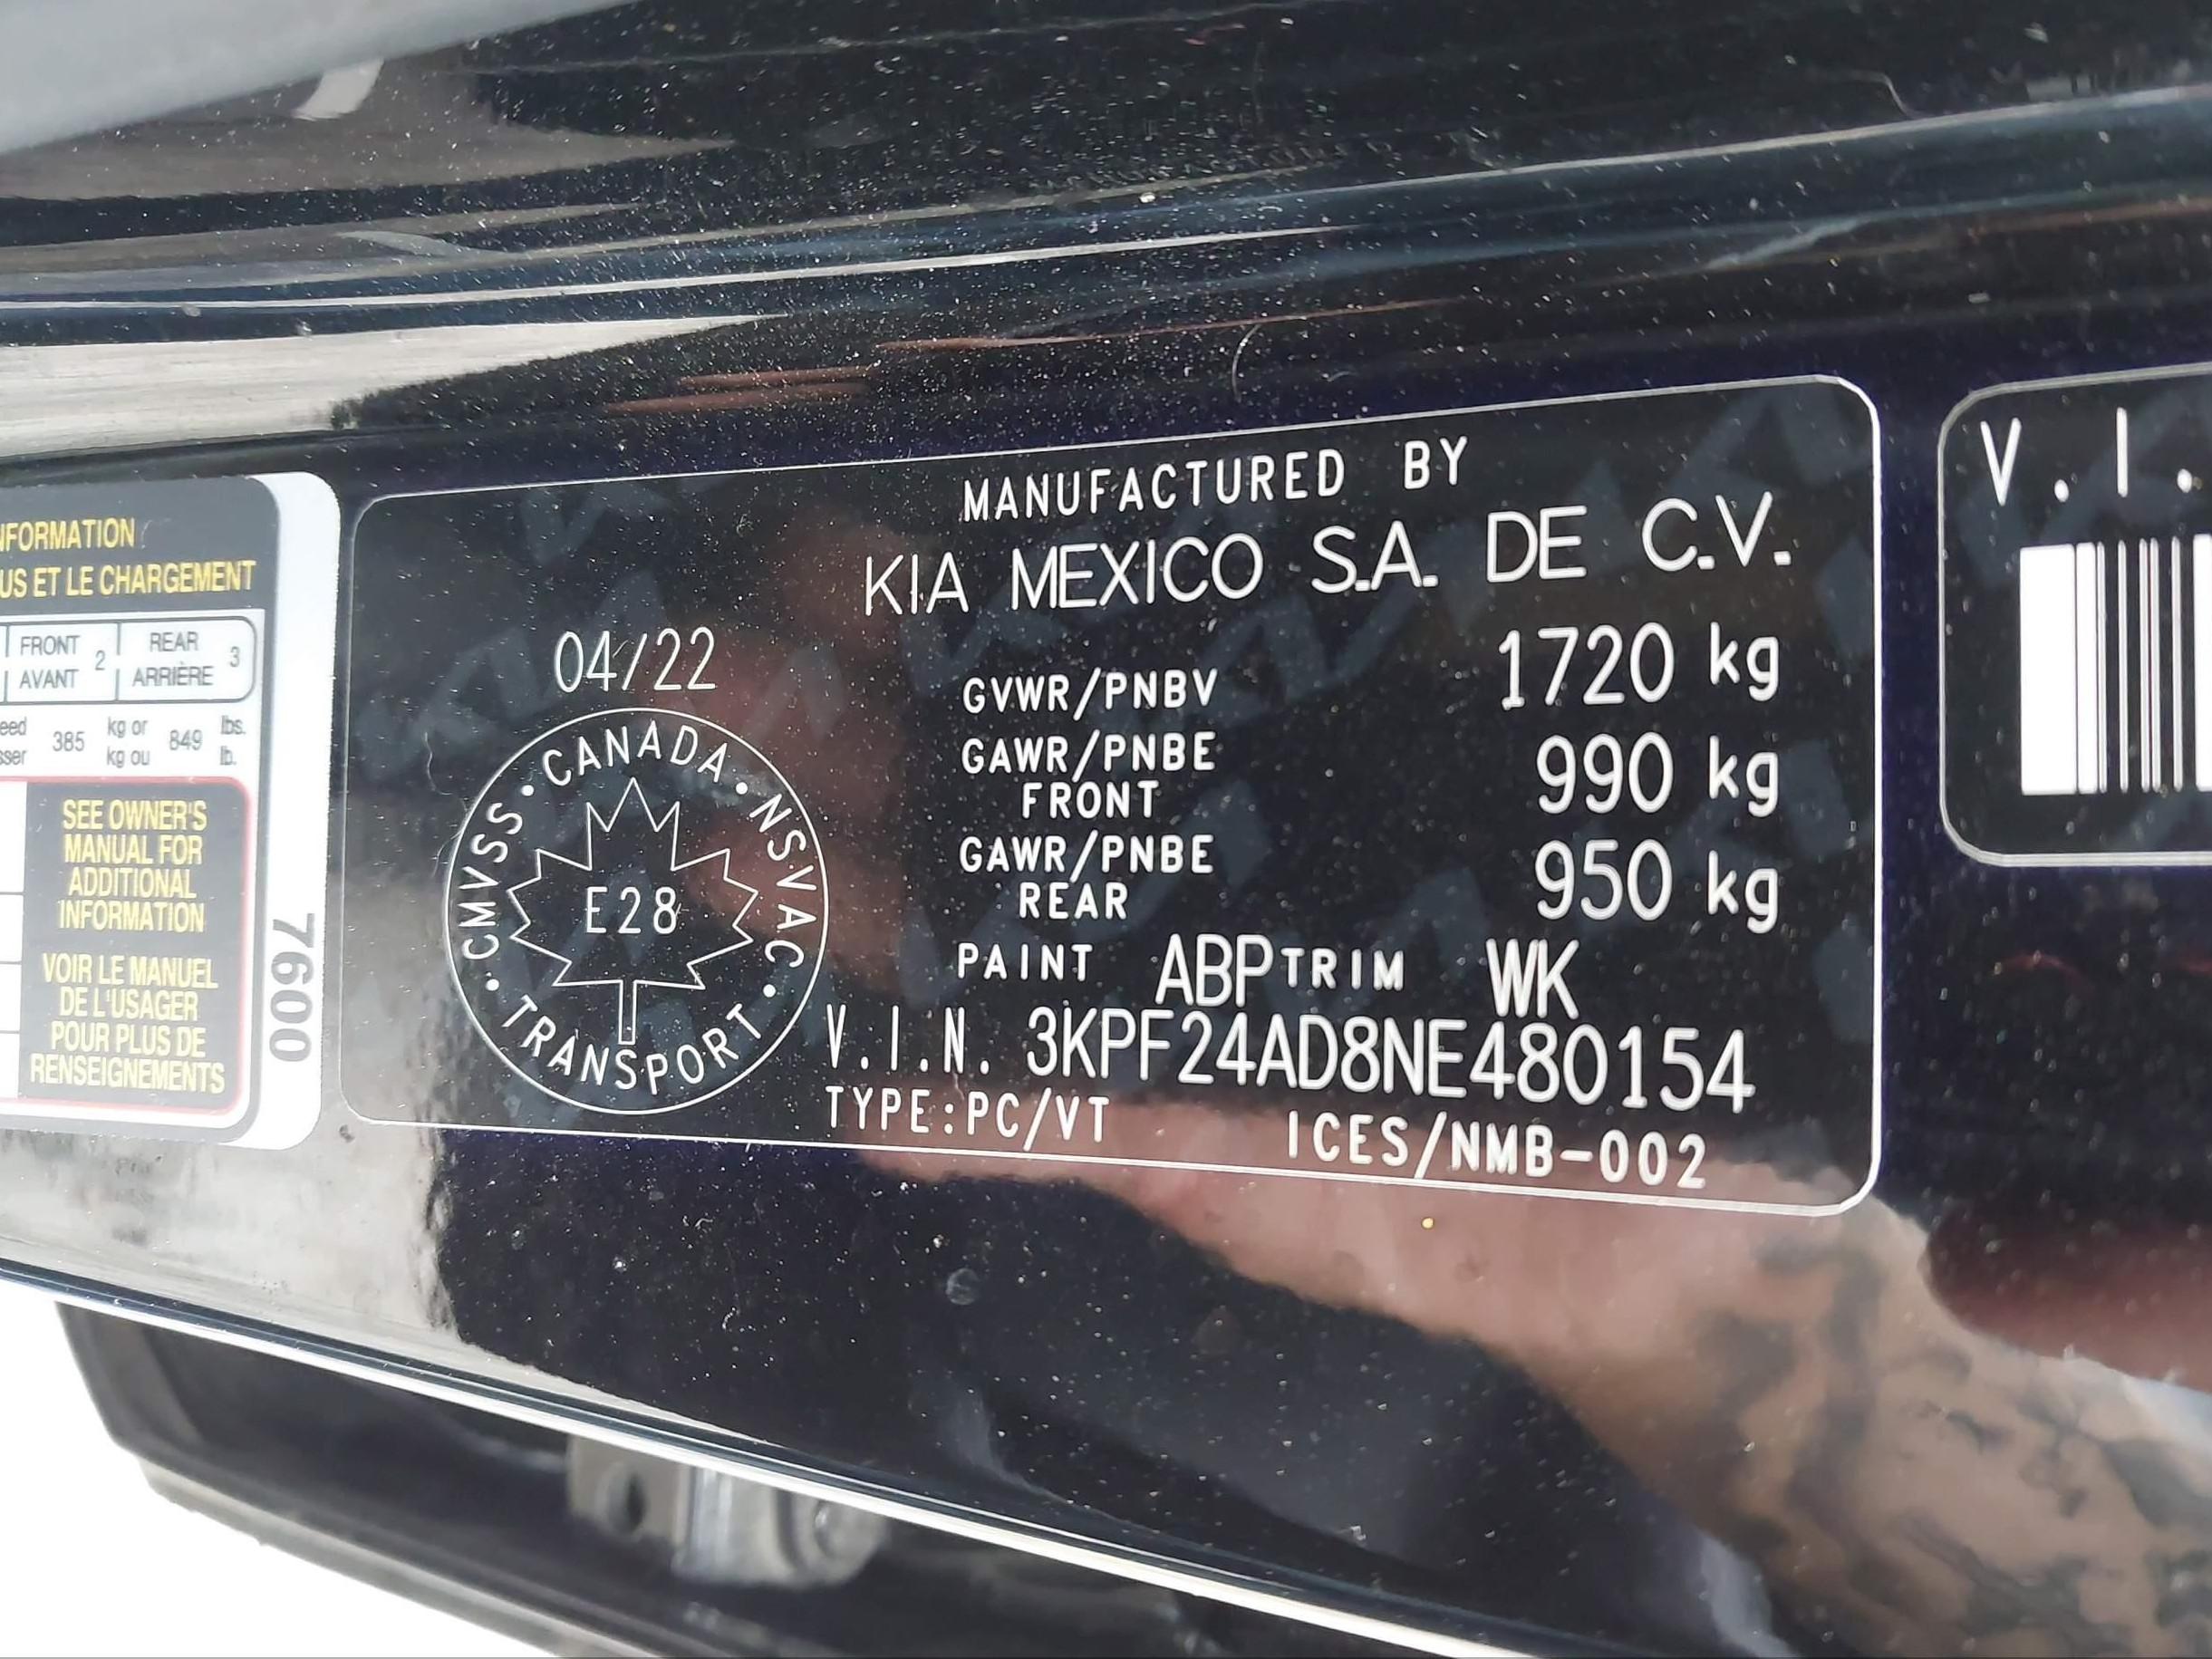 NFORMATION
US ET LE CHARGEMENT
FRONT
AVANT 2
REAR
ARRIÈRE 3
eed
sser 385 kg or
kg ou 849 lbs.
lb.
SEE OWNER'S
MANUAL FOR
ADDITIONAL
INFORMATION
VOIR LE MANUEL
DE L'USAGER
POUR PLUS DE
RENSEIGNEMENTS
7600
MANUFACTURED BY
KIA MEXICO S.A. DE C.V.
04/22
CANADA · NSVAC · TRANSPORT · CMVSS ·
E28
GVWR/PNBV 1720 kg
GAWR/PNBE
FRONT 990 kg
GAWR/PNBE
REAR 950 kg
PAINT ABP TRIM WK
V.I.N. 3KPF24AD8NE480154
TYPE:PC/VT ICES/NMB-002
V.I.